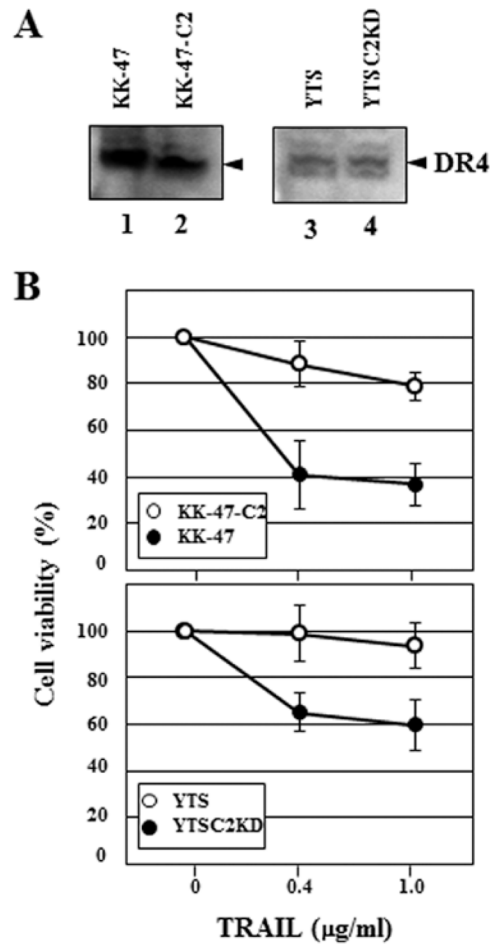 A
KK-47
KK-47-C2
YTS
YTSC2KD
DR4
1 2 3 4
B
Cell viability (%)
100
80
60
40
20
0
KK-47-C2
KK-47
100
80
60
40
20
0
YTS
YTSC2KD
0 0.4 1.0
TRAIL (μg/ml)